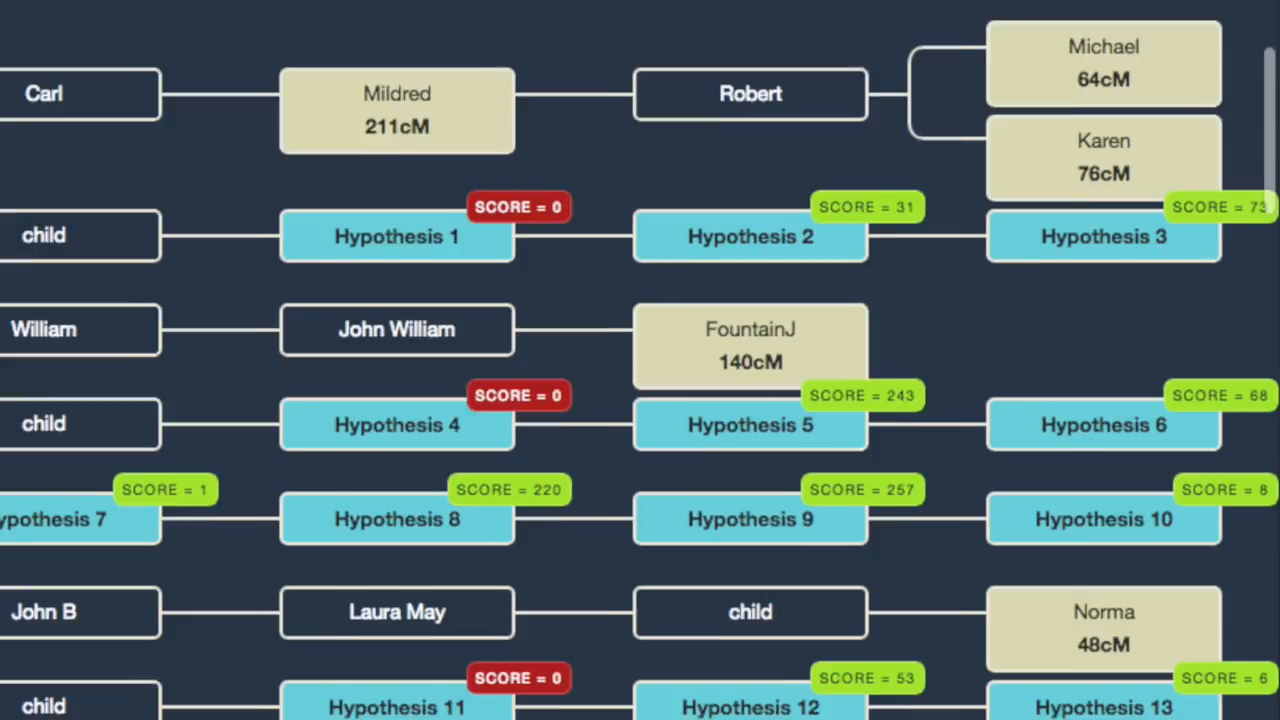 Michael
64cM
Carl
Mildred
211cM
Robert
Karen
76cM
SCORE = 0
SCORE = 31
SCORE = 73
child
Hypothesis 1
Hypothesis 2
Hypothesis 3
William
John William
FountainJ
140cM
SCORE = 0
SCORE = 243
SCORE = 68
child
Hypothesis 4
Hypothesis 5
Hypothesis 6
SCORE = 1
SCORE = 220
SCORE = 257
SCORE = 8
ypothesis 7
Hypothesis 8
Hypothesis 9
Hypothesis 10
John B
Laura May
child
Norma
48cM
SCORE = 0
SCORE = 53
SCORE = 6
child
Hypothesis 11
Hypothesis 12
Hypothesis 13